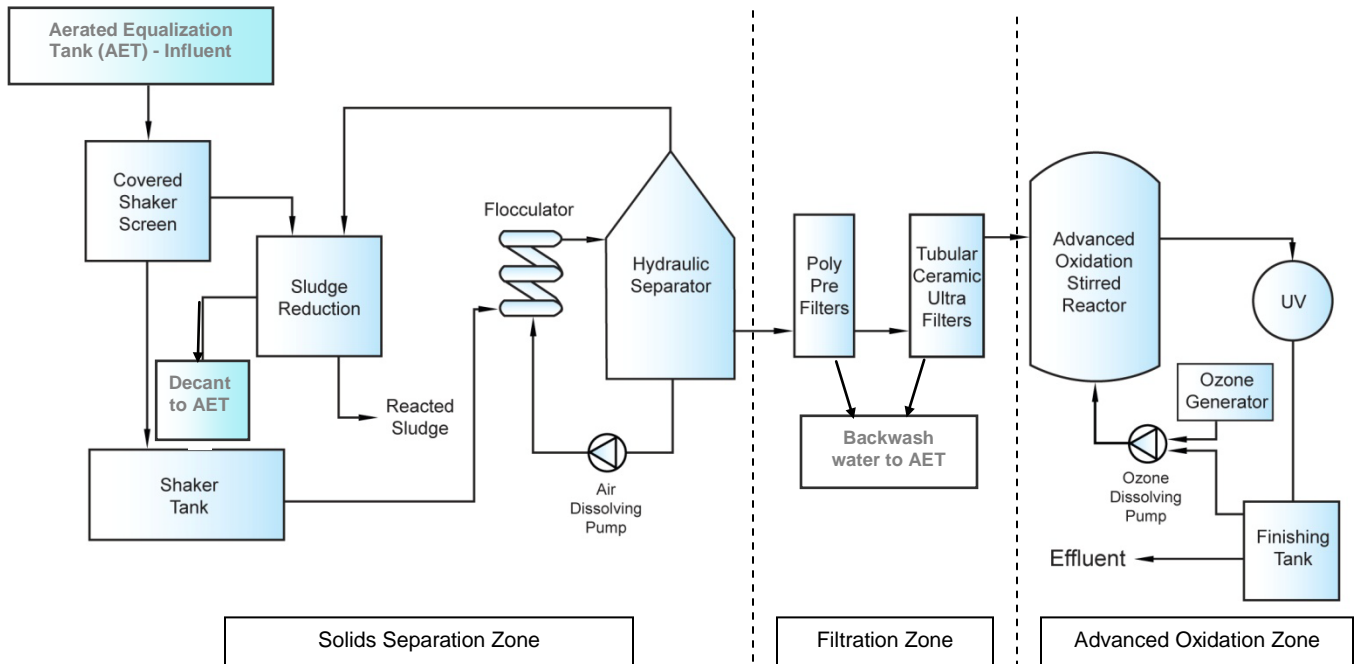 Aerated Equalization
Tank (AET) - Influent
Covered
Shaker
Screen
Sludge
Reduction
Decant
to AET
Reacted
Sludge
Shaker
Tank
Flocculator
Hydraulic
Separator
Air
Dissolving
Pump
Poly
Pre
Filters
Tubular
Ceramic
Ultra
Filters
Backwash
water to AET
Advanced
Oxidation
Stirred
Reactor
UV
Ozone
Generator
Ozone
Dissolving
Pump
Finishing
Tank
Effluent
Solids Separation Zone
Filtration Zone
Advanced Oxidation Zone